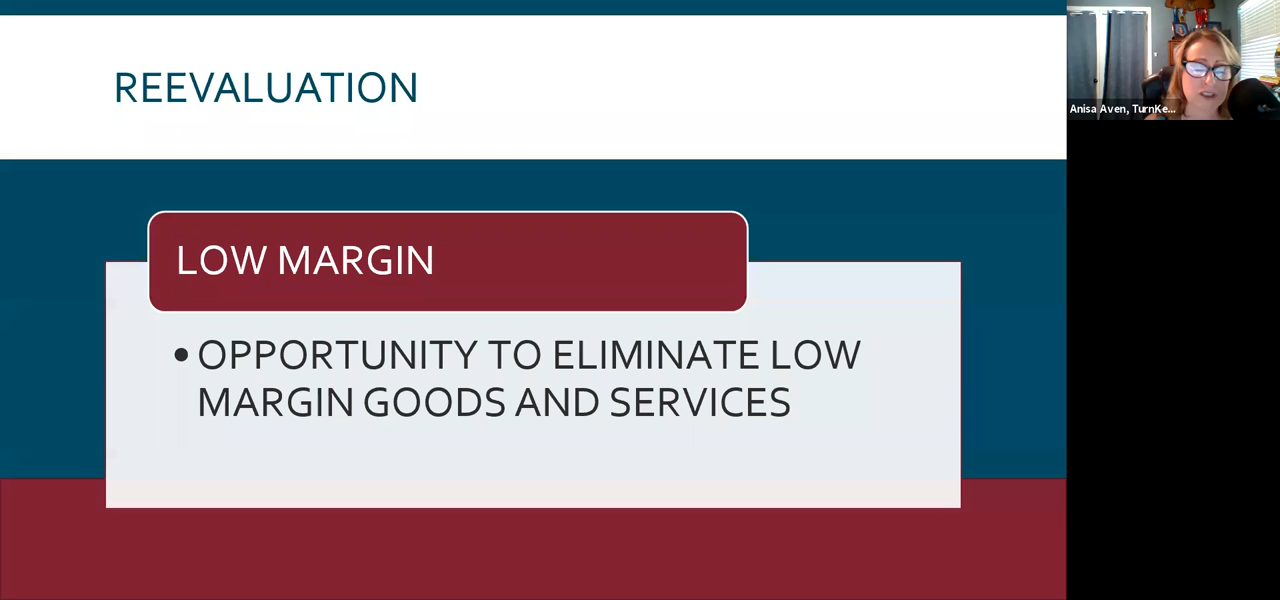 REEVALUATION
LOW MARGIN
• OPPORTUNITY TO ELIMINATE LOW
MARGIN GOODS AND SERVICES
Anisa Aven, TurnKe...